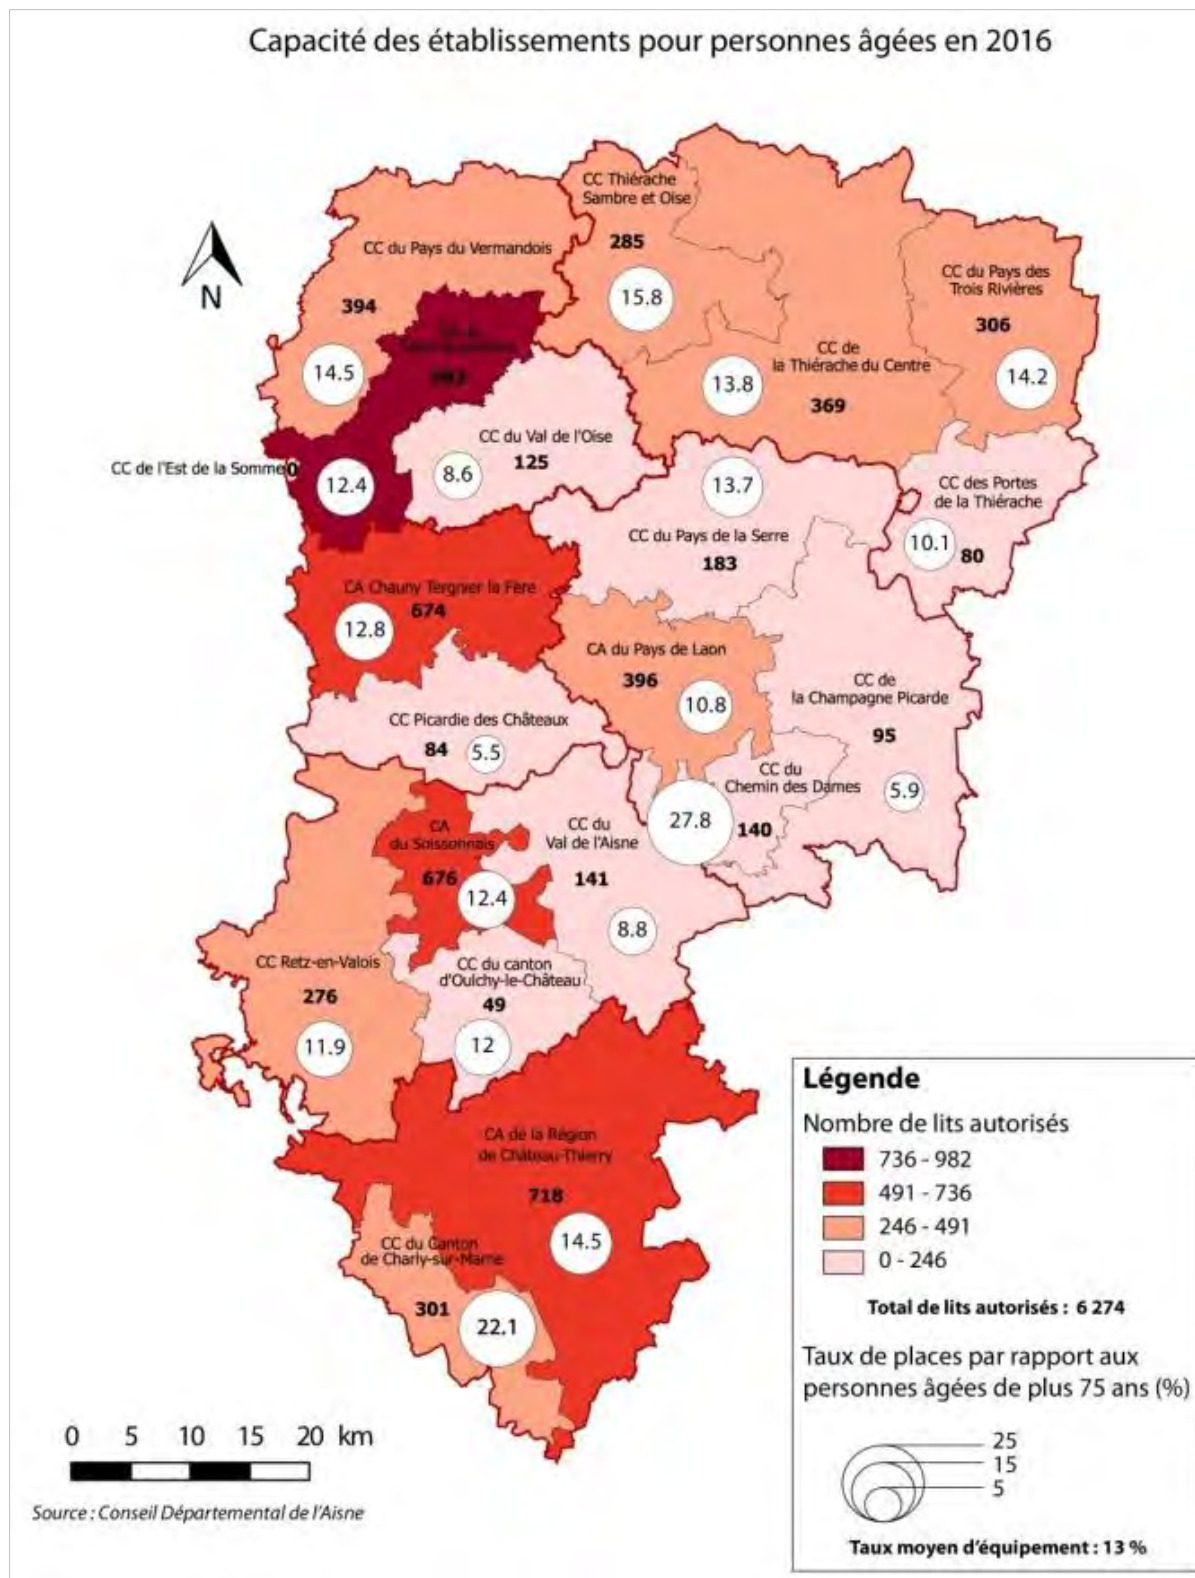 Capacité des établissements pour personnes âgées en 2016
CC Thiérache
Sambre et Oise
285
15.8
CC du Pays du Vermandois
394
14.5
N
CC du Pays des
Trois Rivières
306
14.2
CC de
la Thiérache du Centre
369
13.8
CC du Val de l'Oise
125
8.6
CC de l'Est de la Somme 0
12.4
13.7
CC du Pays de la Serre
183
CC des Portes
de la Thiérache
10.1
80
CA Chauny Tergnier la Fère
674
12.8
CA du Pays de Laon
396
10.8
CC de
la Champagne Picarde
95
5.9
CC Picardie des Châteaux
84
5.5
CC du
Chemin des Dames
140
27.8
CA
du Soissonnais
676
12.4
CC du
Val de l'Aisne
141
8.8
CC Retz-en-Valois
276
11.9
CC du canton
d'Oulchy-le-Château
49
12
CA de la Région
de Château-Thierry
718
14.5
CC du Canton
de Charly-sur-Marne
301
22.1
0 5 10 15 20 km
Source : Conseil Départemental de l'Aisne
Légende
Nombre de lits autorisés
736 - 982
491 - 736
246 - 491
0 - 246
Total de lits autorisés : 6 274
Taux de places par rapport aux
personnes âgées de plus 75 ans (%)
25
15
5
Taux moyen d'équipement : 13 %